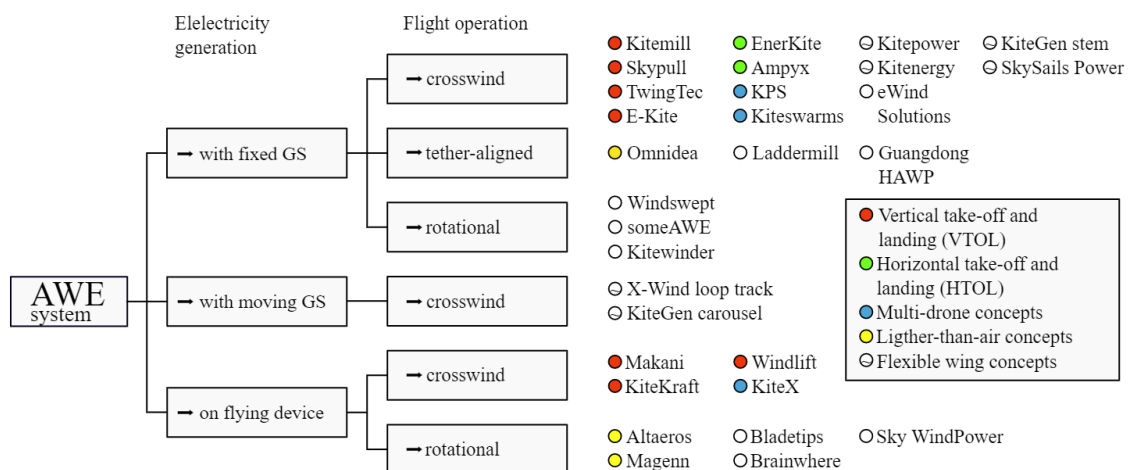 Elelectricity
generation
Flight operation
Kitemill
EnerKite
Kitepower
KiteGen stem
crosswind
Skypull
Ampyx
Kitenergy
SkySails Power
TwingTec
KPS
eWind
Solutions
E-Kite
Kiteswarms
with fixed GS
tether-aligned
Omnidea
Laddermill
Guangdong
HAWP
rotational
Windswept
someAWE
Kitewinder
Vertical take-off and
landing (VTOL)
Horizontal take-off and
landing (HTOL)
Multi-drone concepts
Ligther-than-air concepts
Flexible wing concepts
AWE
system
with moving GS
crosswind
X-Wind loop track
KiteGen carousel
on flying device
crosswind
Makani
Windlift
KiteKraft
KiteX
rotational
Altaeros
Bladetips
Sky WindPower
Magenn
Brainwhere